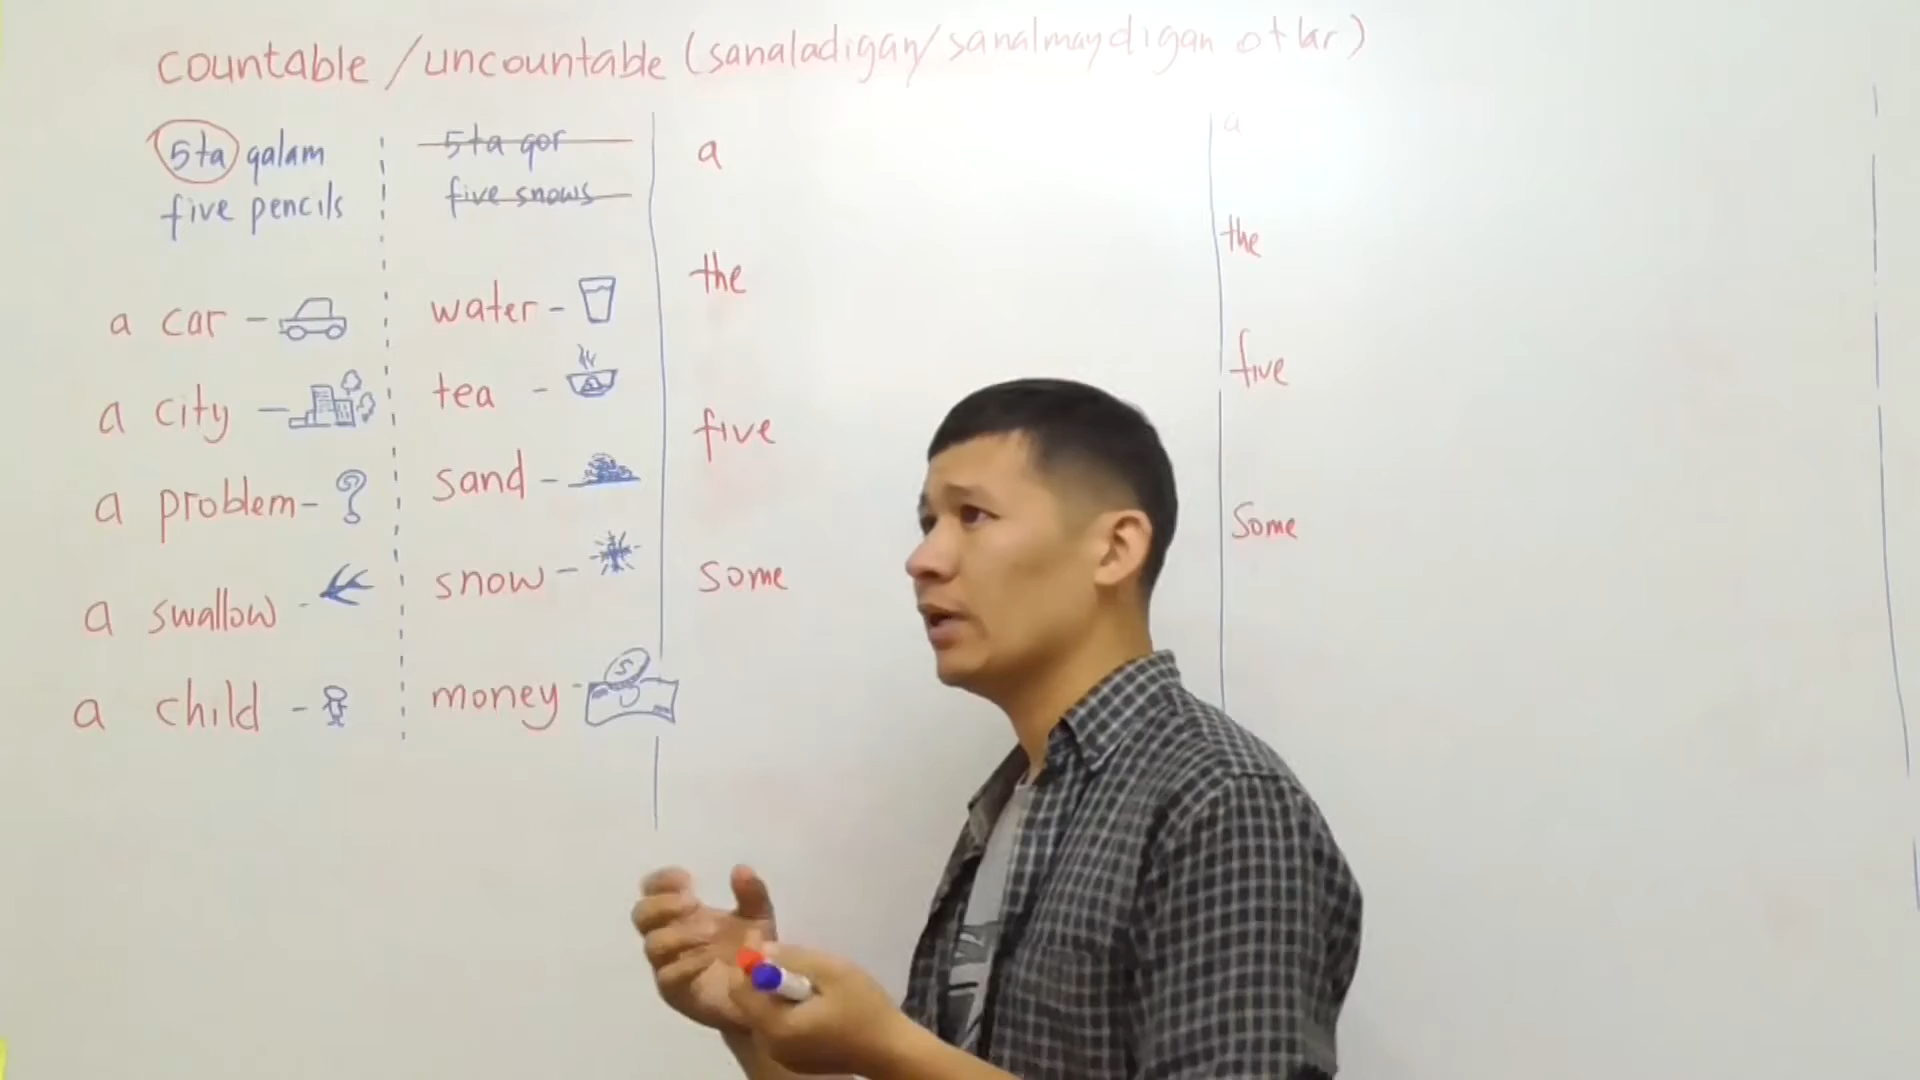 countable / uncountable (sanaladigan/sanalmaydigan otlar)
5ta qalam
five pencils
a car -
a city -
a problem -
a swallow -
a child -
5ta qor
five snows
water -
tea -
sand -
snow -
money -
S
a
the
five
some
a
the
five
Some